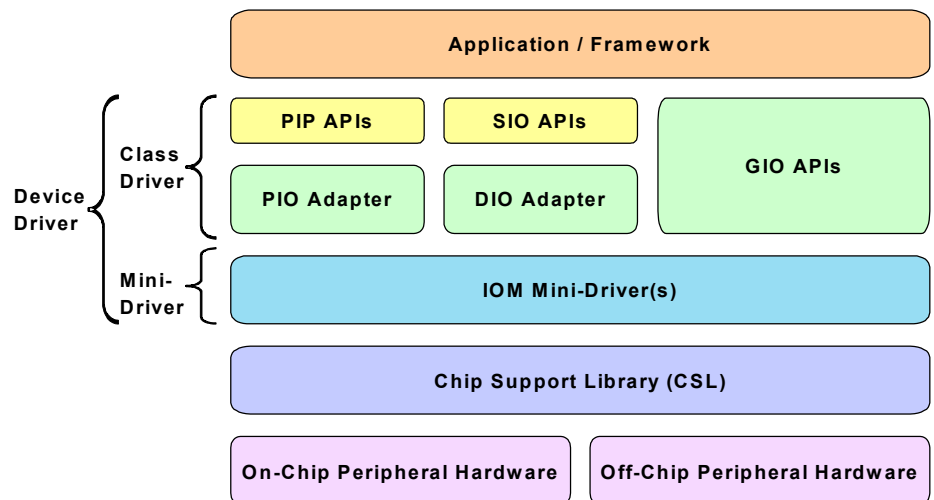 Application / Framework
PIP APIs
SIO APIs
GIO APIs
Class
Driver
PIO Adapter
DIO Adapter
Device
Driver
Mini-
Driver
IOM Mini-Driver(s)
Chip Support Library (CSL)
On-Chip Peripheral Hardware
Off-Chip Peripheral Hardware